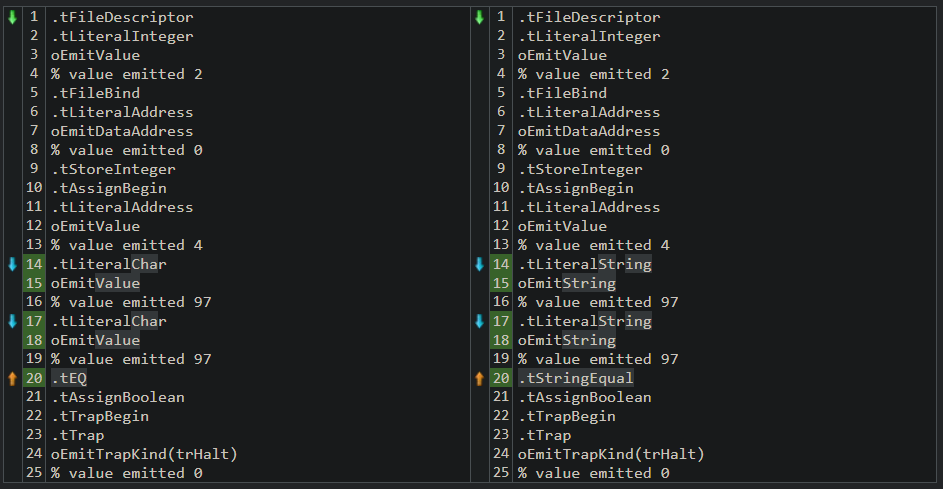 1 .tFileDescriptor
2 .tLiteralInteger
3 oEmitValue
4 % value emitted 2
5 .tFileBind
6 .tLiteralAddress
7 oEmitDataAddress
8 % value emitted 0
9 .tStoreInteger
10 .tAssignBegin
11 .tLiteralAddress
12 oEmitValue
13 % value emitted 4
14 .tLiteralChar
15 oEmitValue
16 % value emitted 97
17 .tLiteralChar
18 oEmitValue
19 % value emitted 97
20 .tEQ
21 .tAssignBoolean
22 .tTrapBegin
23 .tTrap
24 oEmitTrapKind(trHalt)
25 % value emitted 0
1 .tFileDescriptor
2 .tLiteralInteger
3 oEmitValue
4 % value emitted 2
5 .tFileBind
6 .tLiteralAddress
7 oEmitDataAddress
8 % value emitted 0
9 .tStoreInteger
10 .tAssignBegin
11 .tLiteralAddress
12 oEmitValue
13 % value emitted 4
14 .tLiteralString
15 oEmitString
16 % value emitted 97
17 .tLiteralString
18 oEmitString
19 % value emitted 97
20 .tStringEqual
21 .tAssignBoolean
22 .tTrapBegin
23 .tTrap
24 oEmitTrapKind(trHalt)
25 % value emitted 0